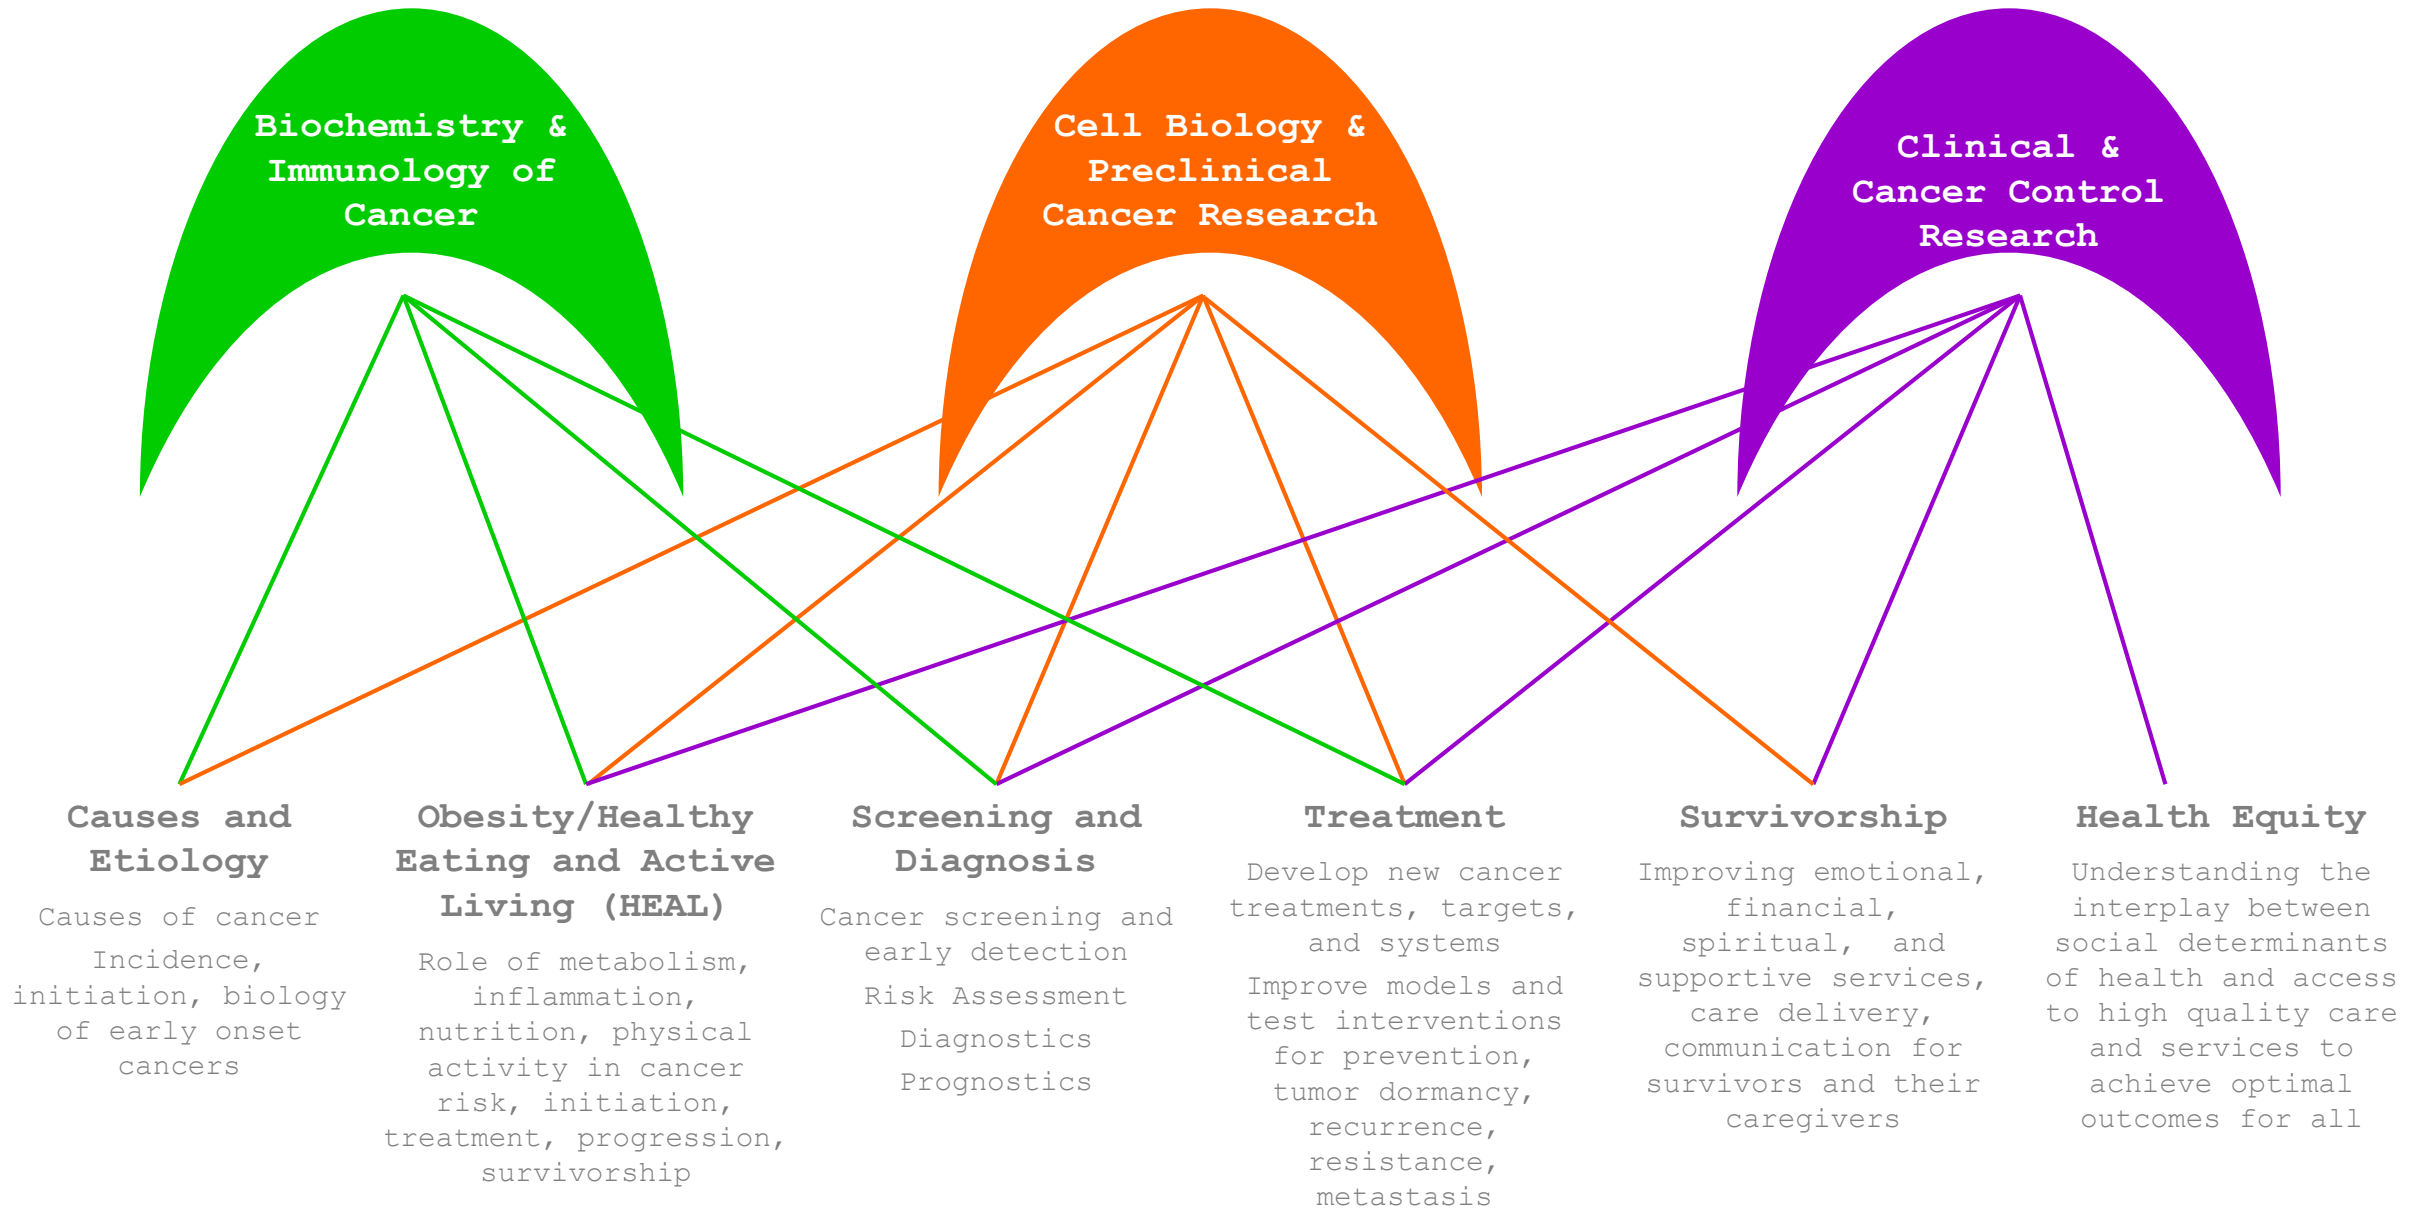 Biochemistry &
Immunology of
Cancer
Cell Biology &
Preclinical
Cancer Research
Clinical &
Cancer Control
Research
Causes and
Etiology
Causes of cancer
Incidence,
initiation, biology
of early onset
cancers
Obesity/Healthy
Eating and Active
Living (HEAL)
Role of metabolism,
inflammation,
nutrition, physical
activity in cancer
risk, initiation,
treatment, progression,
survivorship
Screening and
Diagnosis
Cancer screening and
early detection
Risk Assessment
Diagnostics
Prognostics
Treatment
Develop new cancer
treatments, targets,
and systems
Improve models and
test interventions
for prevention,
tumor dormancy,
recurrence,
resistance,
metastasis
Survivorship
Improving emotional,
financial,
spiritual,  and
supportive services,
care delivery,
communication for
survivors and their
caregivers
Health Equity
Understanding the
interplay between
social determinants
of health and access
to high quality care
and services to
achieve optimal
outcomes for all